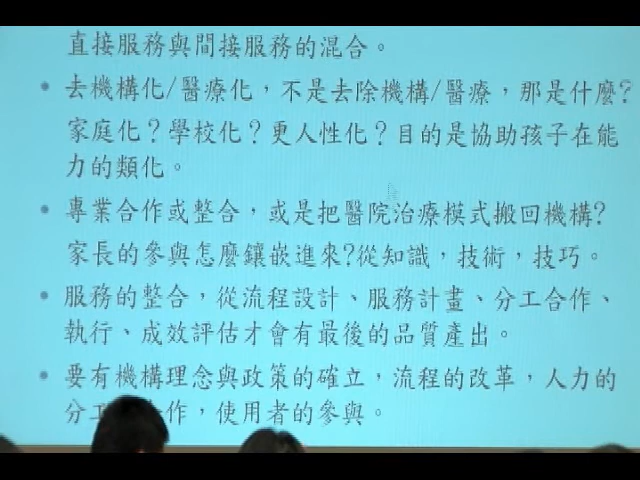 直接服務與間接服務的混合。
• 去機構化/醫療化，不是去除機構/醫療，那是什麼?
家庭化？學校化？更人性化？目的是協助孩子在能
力的類化。
• 專業合作或整合，或是把醫院治療模式搬回機構?
家長的參與怎麼鑲嵌進來?從知識，技術，技巧。
• 服務的整合，從流程設計、服務計畫、分工合作、
執行、成效評估才會有最後的品質產出。
• 要有機構理念與政策的確立，流程的改革，人力的
分工合作，使用者的參與。